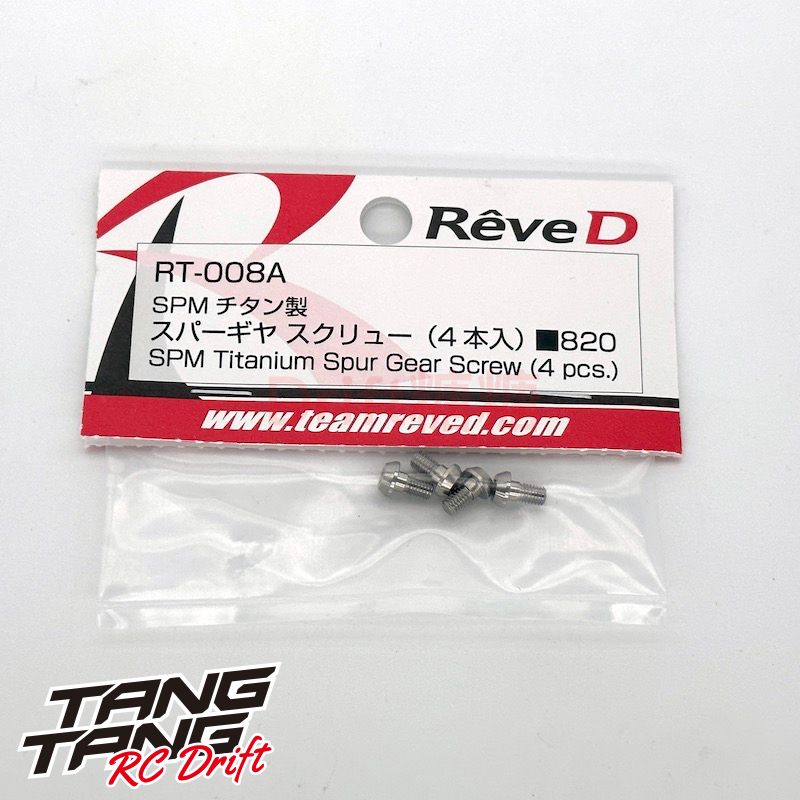 RêveD
RT-008A
SPM チタン製
スパーギヤ スクリュー（4本入）■820
SPM Titanium Spur Gear Screw (4 pcs.)
www.teamreved.com
TANG
TANG
RC Drift